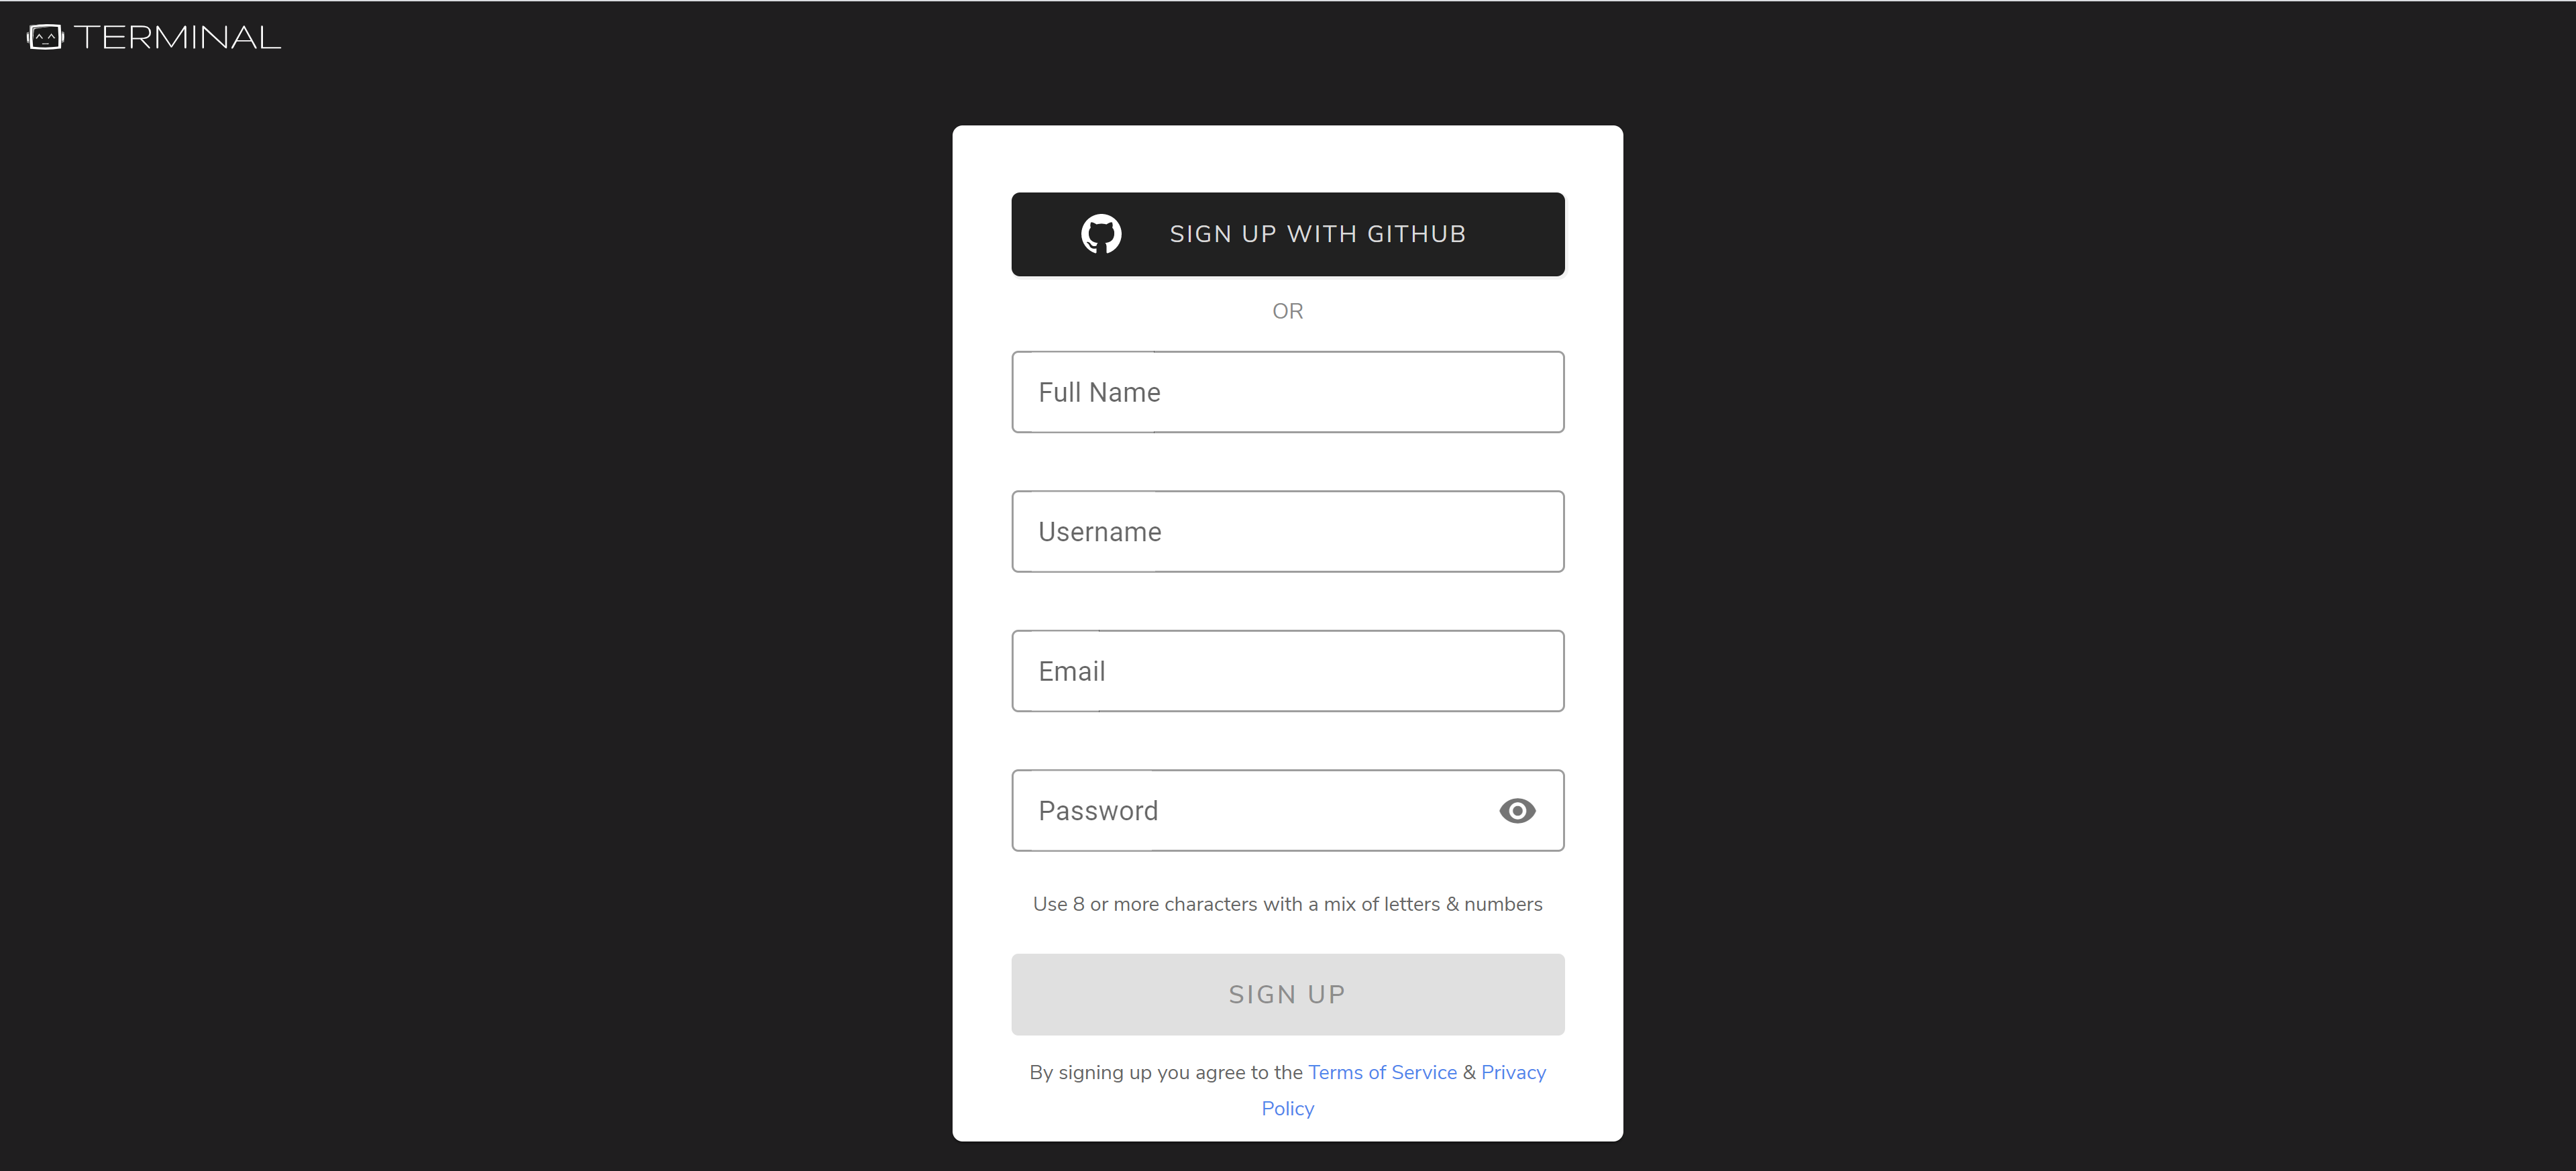 TERMINAL
SIGN UP WITH GITHUB
OR
Full Name
Username
Email
Password
Use 8 or more characters with a mix of letters & numbers
SIGN UP
By signing up you agree to the Terms of Service & Privacy
Policy